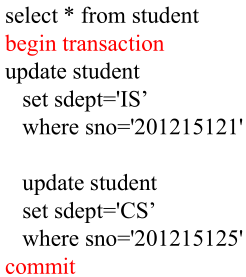 select * from student
begin transaction
update student
set sdept='IS’
where sno='201215121'
update student
set sdept='CS’
where sno='201215125'
commit